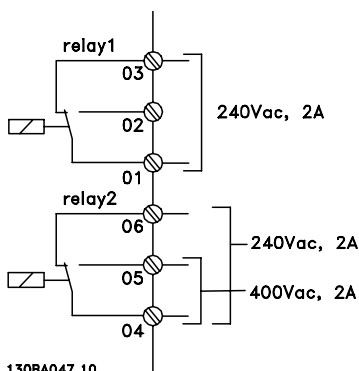 relay1
03
02
240Vac, 2A
01
relay2
06
240Vac, 2A
05
400Vac, 2A
04
130BA047.10